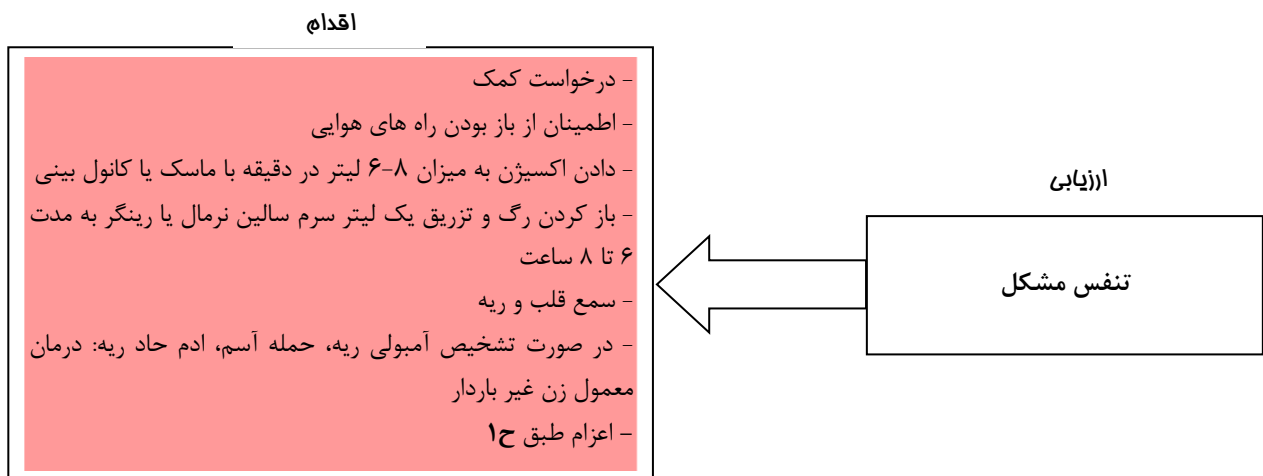 اقدام
- درخواست کمک
- اطمینان از باز بودن راه های هوایی
- دادن اکسیژن به میزان ۸-۶ لیتر در دقیقه با ماسک یا کانول بینی
- باز کردن رگ و تزریق یک لیتر سرم سالین نرمال یا رینگر به مدت
۶ تا ۸ ساعت
- سمع قلب و ریه
- در صورت تشخیص آمبولی ریه، حمله آسم، ادم حاد ریه: درمان
معمول زن غیر باردار
- اعزام طبق ح۱
ارزیابی
تنفس مشکل